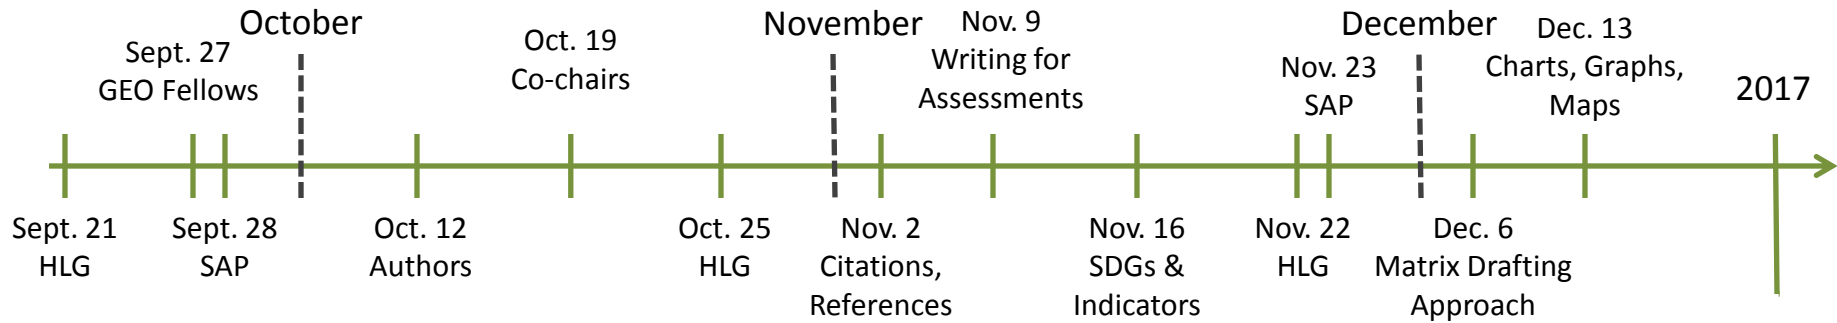 October
November
December
Sept. 27
GEO Fellows
Oct. 19
Co-chairs
Nov. 9
Writing for
Assessments
Nov. 23
SAP
Dec. 13
Charts, Graphs,
Maps
2017
Sept. 21
HLG
Sept. 28
SAP
Oct. 12
Authors
Oct. 25
HLG
Nov. 2
Citations,
References
Nov. 16
SDGs &
Indicators
Nov. 22
HLG
Dec. 6
Matrix Drafting
Approach